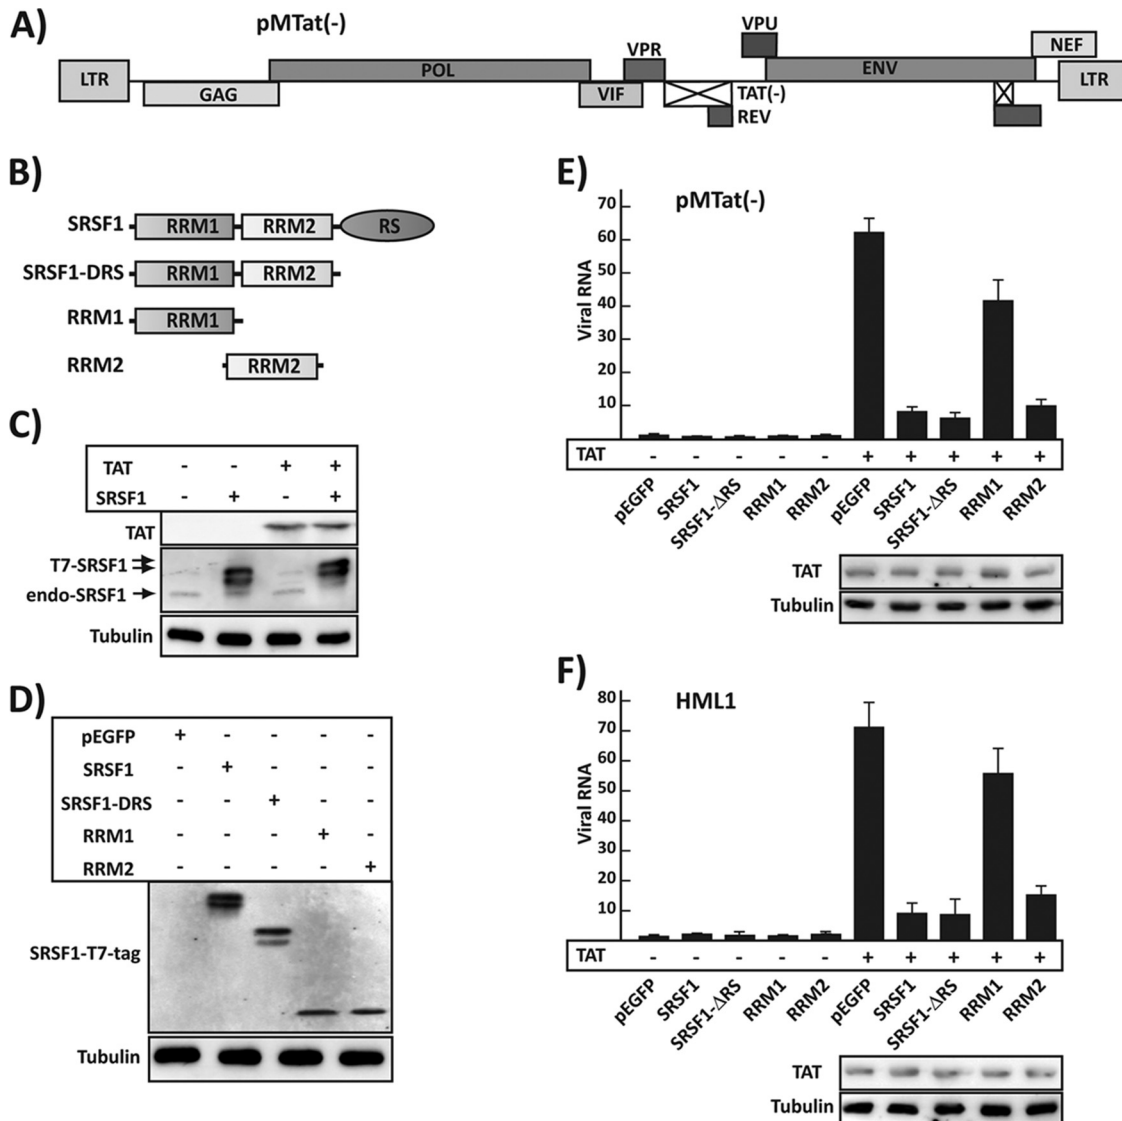 A)
pMTat(-)
LTR
GAG
POL
VIF
VPR
TAT(-)
REV
VPU
ENV
NEF
LTR
B)
SRSF1
RRM1
RRM2
RS
SRSF1-DRS
RRM1
RRM2
RRM1
RRM1
RRM2
RRM2
C)
TAT - - + +
SRSF1 - + - +
TAT
T7-SRSF1
endo-SRSF1
Tubulin
D)
pEGFP + - - - -
SRSF1 - + - - -
SRSF1-DRS - - + - -
RRM1 - - - + -
RRM2 - - - - +
SRSF1-T7-tag
Tubulin
E)
pMTat(-)
Viral RNA
70
60
50
40
30
20
10
TAT - - - - - + + + + +
pEGFP
SRSF1
SRSF1-ΔRS
RRM1
RRM2
pEGFP
SRSF1
SRSF1-ΔRS
RRM1
RRM2
TAT
Tubulin
F)
HML1
Viral RNA
80
70
60
50
40
30
20
10
TAT - - - - - + + + + +
pEGFP
SRSF1
SRSF1-ΔRS
RRM1
RRM2
pEGFP
SRSF1
SRSF1-ΔRS
RRM1
RRM2
TAT
Tubulin